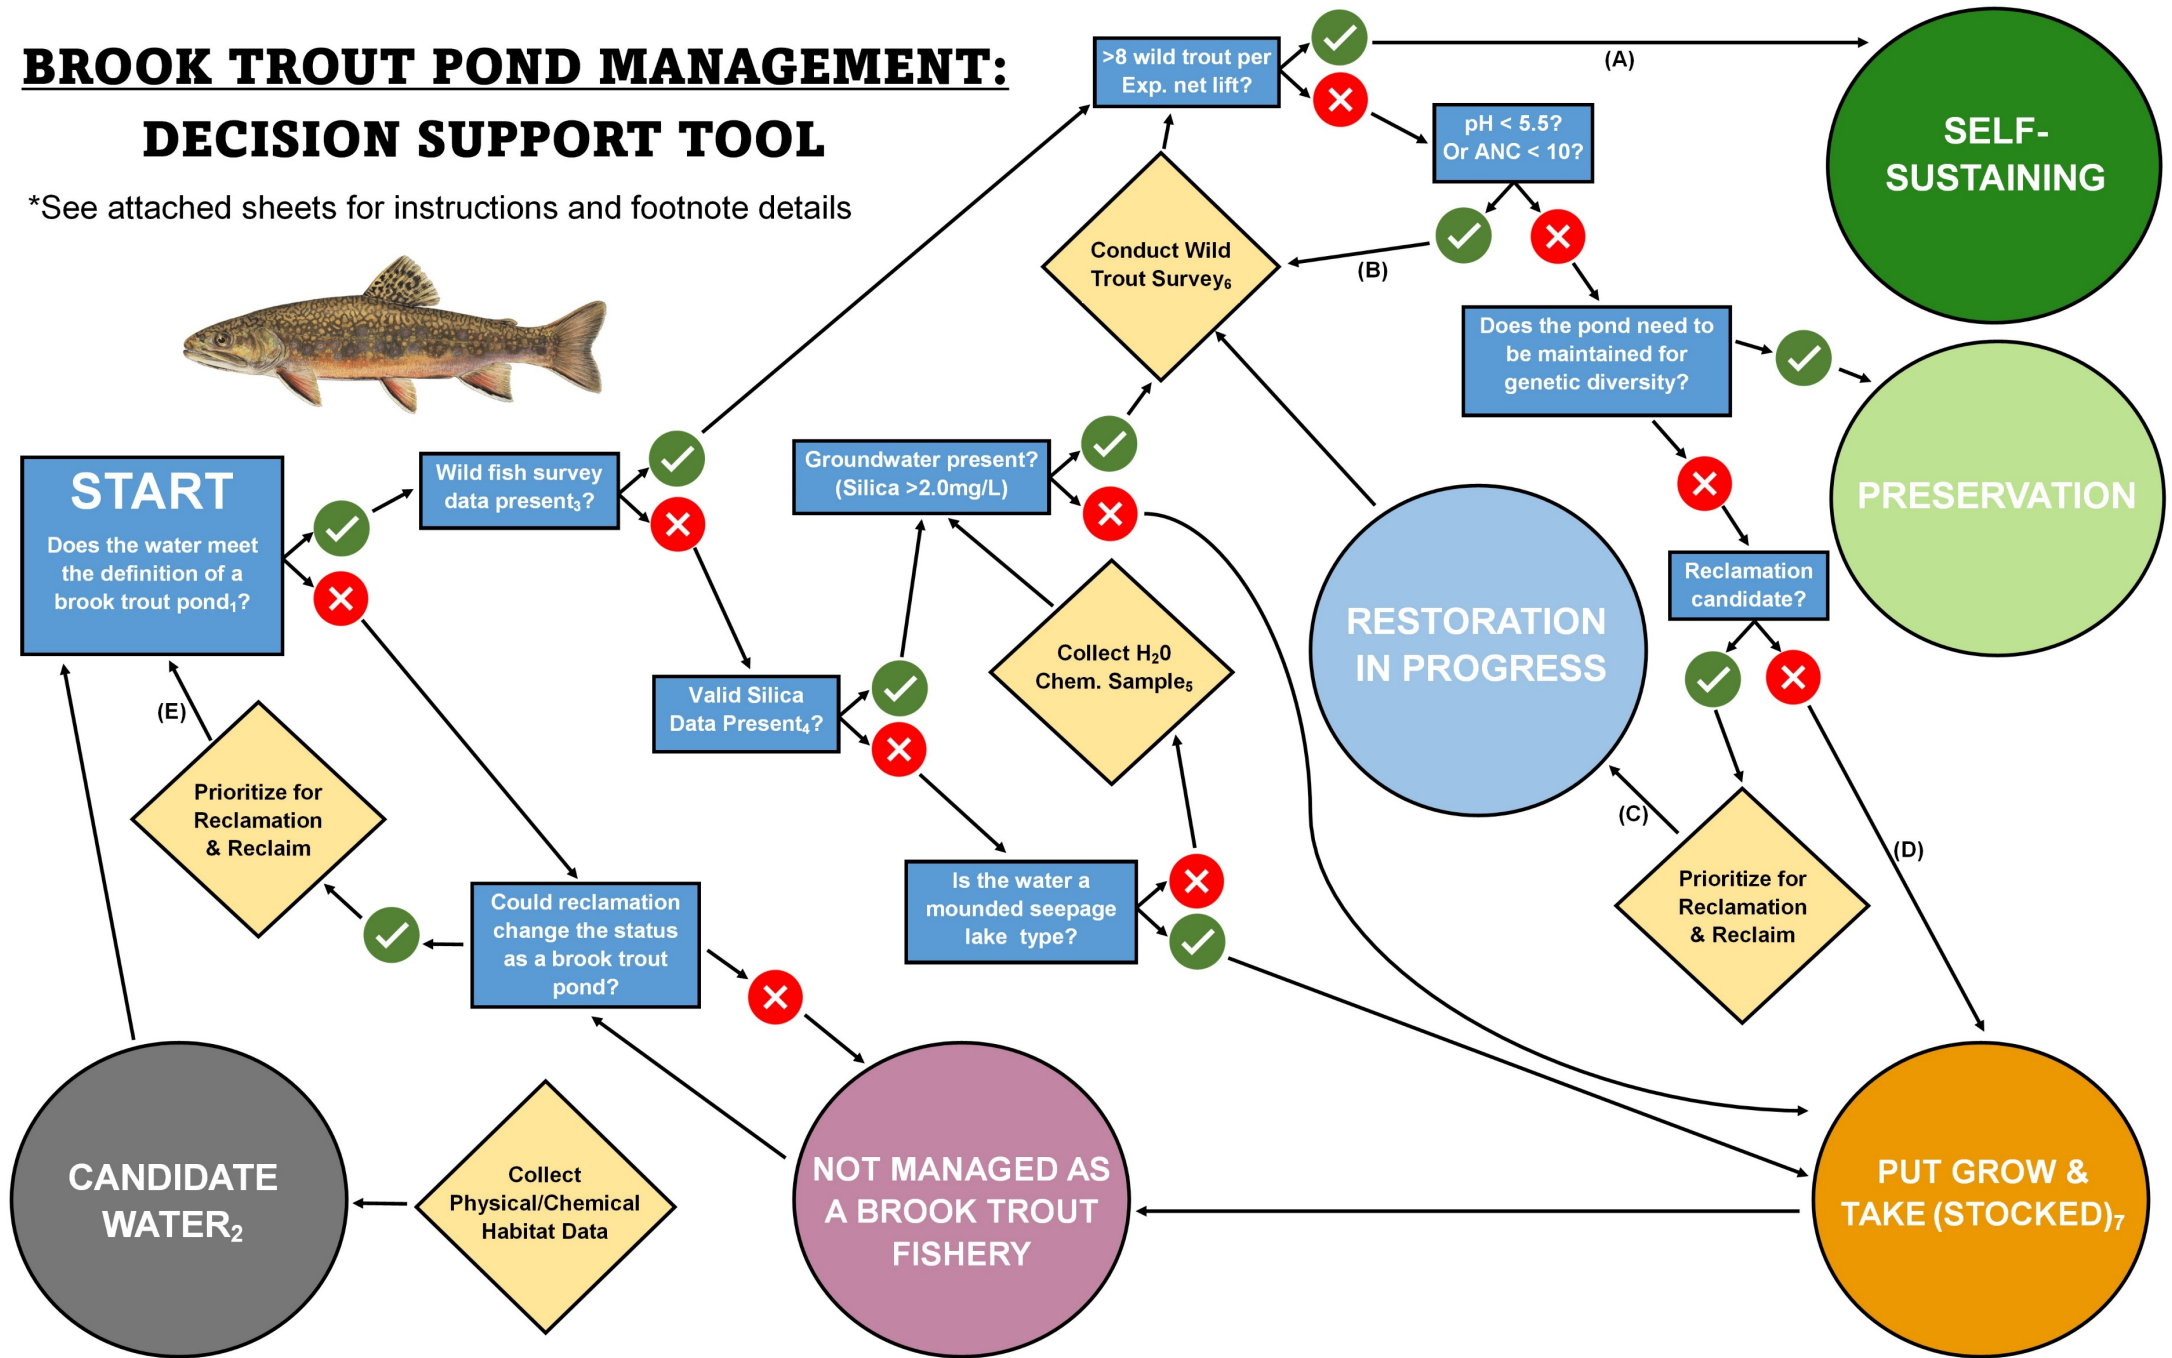 BROOK TROUT POND MANAGEMENT:
DECISION SUPPORT TOOL
*See attached sheets for instructions and footnote details
>8 wild trout per
Exp. net lift?
(A)
SELF-
SUSTAINING
pH < 5.5?
Or ANC < 10?
(B)
Conduct Wild
Trout Survey6
Does the pond need to
be maintained for
genetic diversity?
PRESERVATION
START
Does the water meet
the definition of a
brook trout pond1?
Wild fish survey
data present3?
Groundwater present?
(Silica >2.0mg/L)
Reclamation
candidate?
RESTORATION
IN PROGRESS
Collect H20
Chem. Sample5
Valid Silica
Data Present4?
(E)
Prioritize for
Reclamation
& Reclaim
(C)
(D)
Is the water a
mounded seepage
lake type?
Prioritize for
Reclamation
& Reclaim
Could reclamation
change the status
as a brook trout
pond?
CANDIDATE
WATER2
Collect
Physical/Chemical
Habitat Data
NOT MANAGED AS
A BROOK TROUT
FISHERY
PUT GROW &
TAKE (STOCKED)7